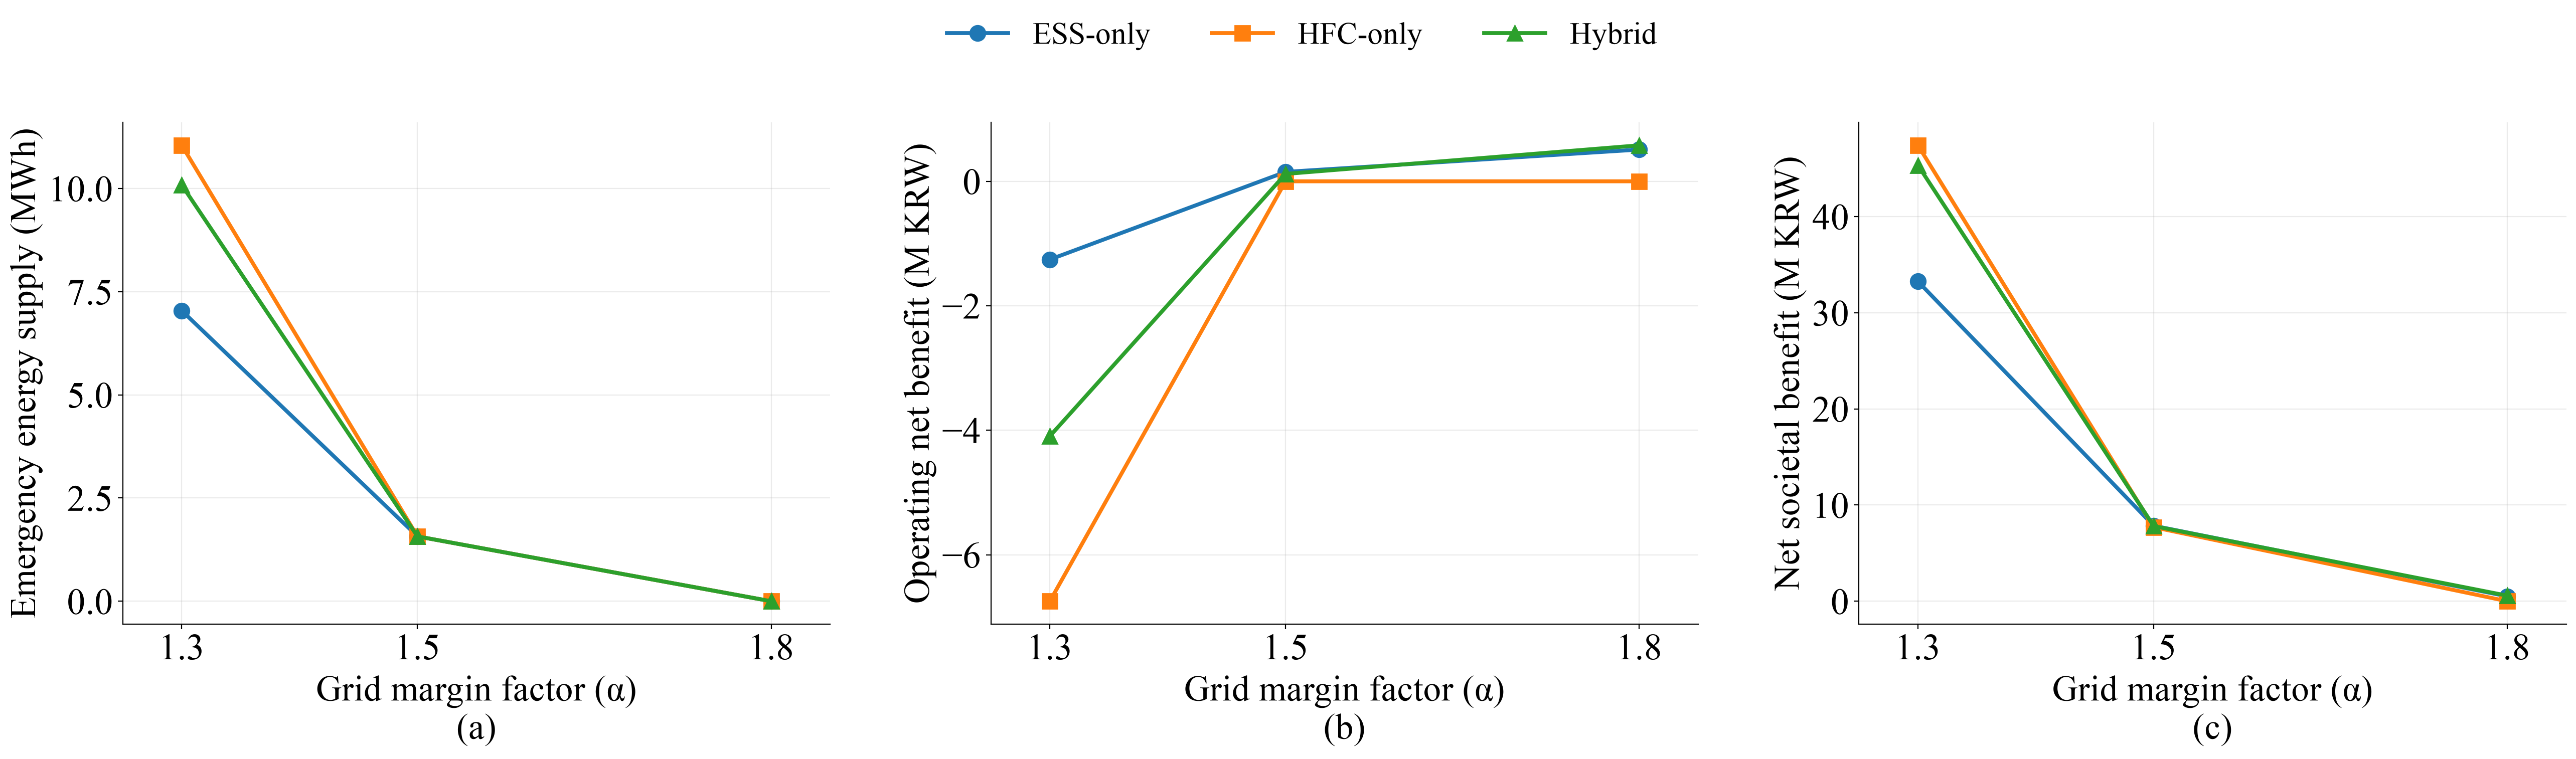 ESS-only HFC-only Hybrid
Emergency energy supply (MWh)
10.0
7.5
5.0
2.5
0.0
1.3 1.5 1.8
Grid margin factor (α)
(a)
Operating net benefit (M KRW)
0
−2
−4
−6
1.3 1.5 1.8
Grid margin factor (α)
(b)
Net societal benefit (M KRW)
40
30
20
10
0
1.3 1.5 1.8
Grid margin factor (α)
(c)